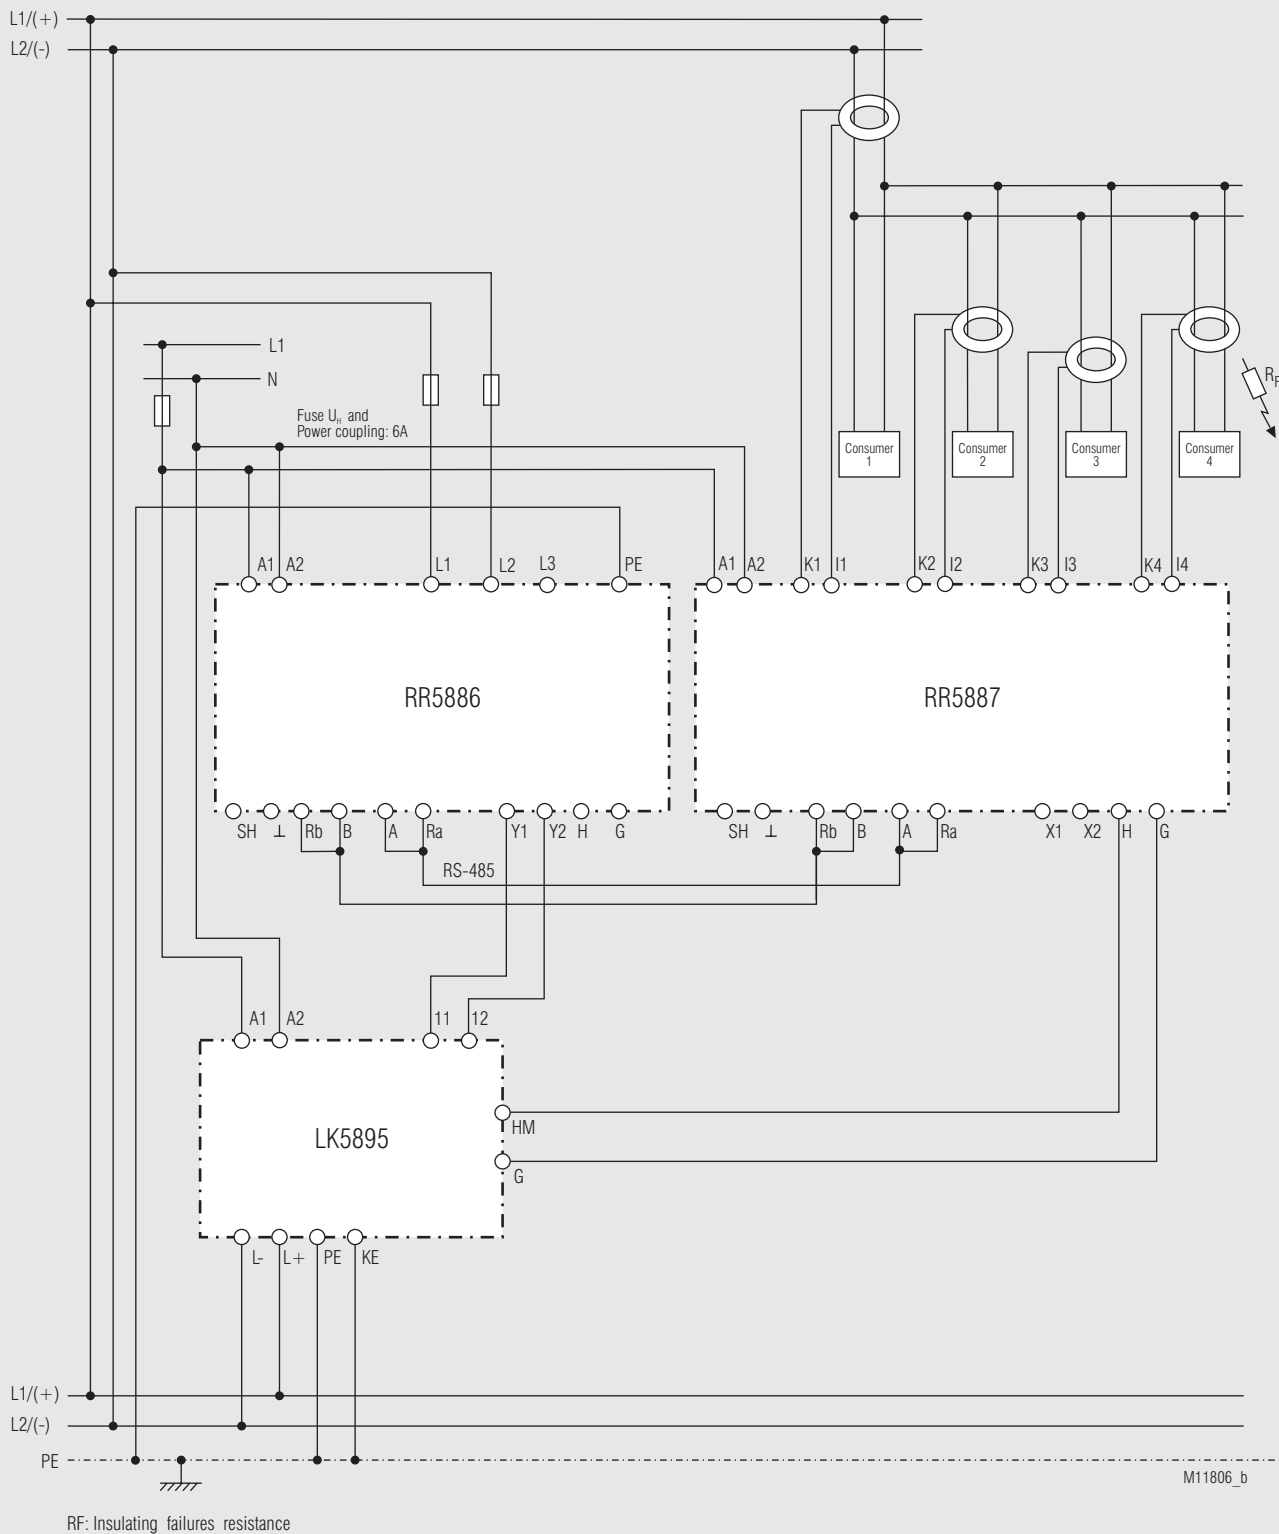 L1/(+)
L2/(-)
L1
N
Fuse UH and
Power coupling: 6A
RF
Consumer
1
Consumer
2
Consumer
3
Consumer
4
A1 A2 L1 L2 L3 PE
A1 A2 K1 I1 K2 I2 K3 I3 K4 I4
RR5886
RR5887
SH ⊥ Rb B A Ra Y1 Y2 H G
SH ⊥ Rb B A Ra X1 X2 H G
RS-485
A1 A2 11 12
LK5895
HM
G
L- L+ PE KE
L1/(+)
L2/(-)
PE
M11806_b
RF: Insulating failures resistance